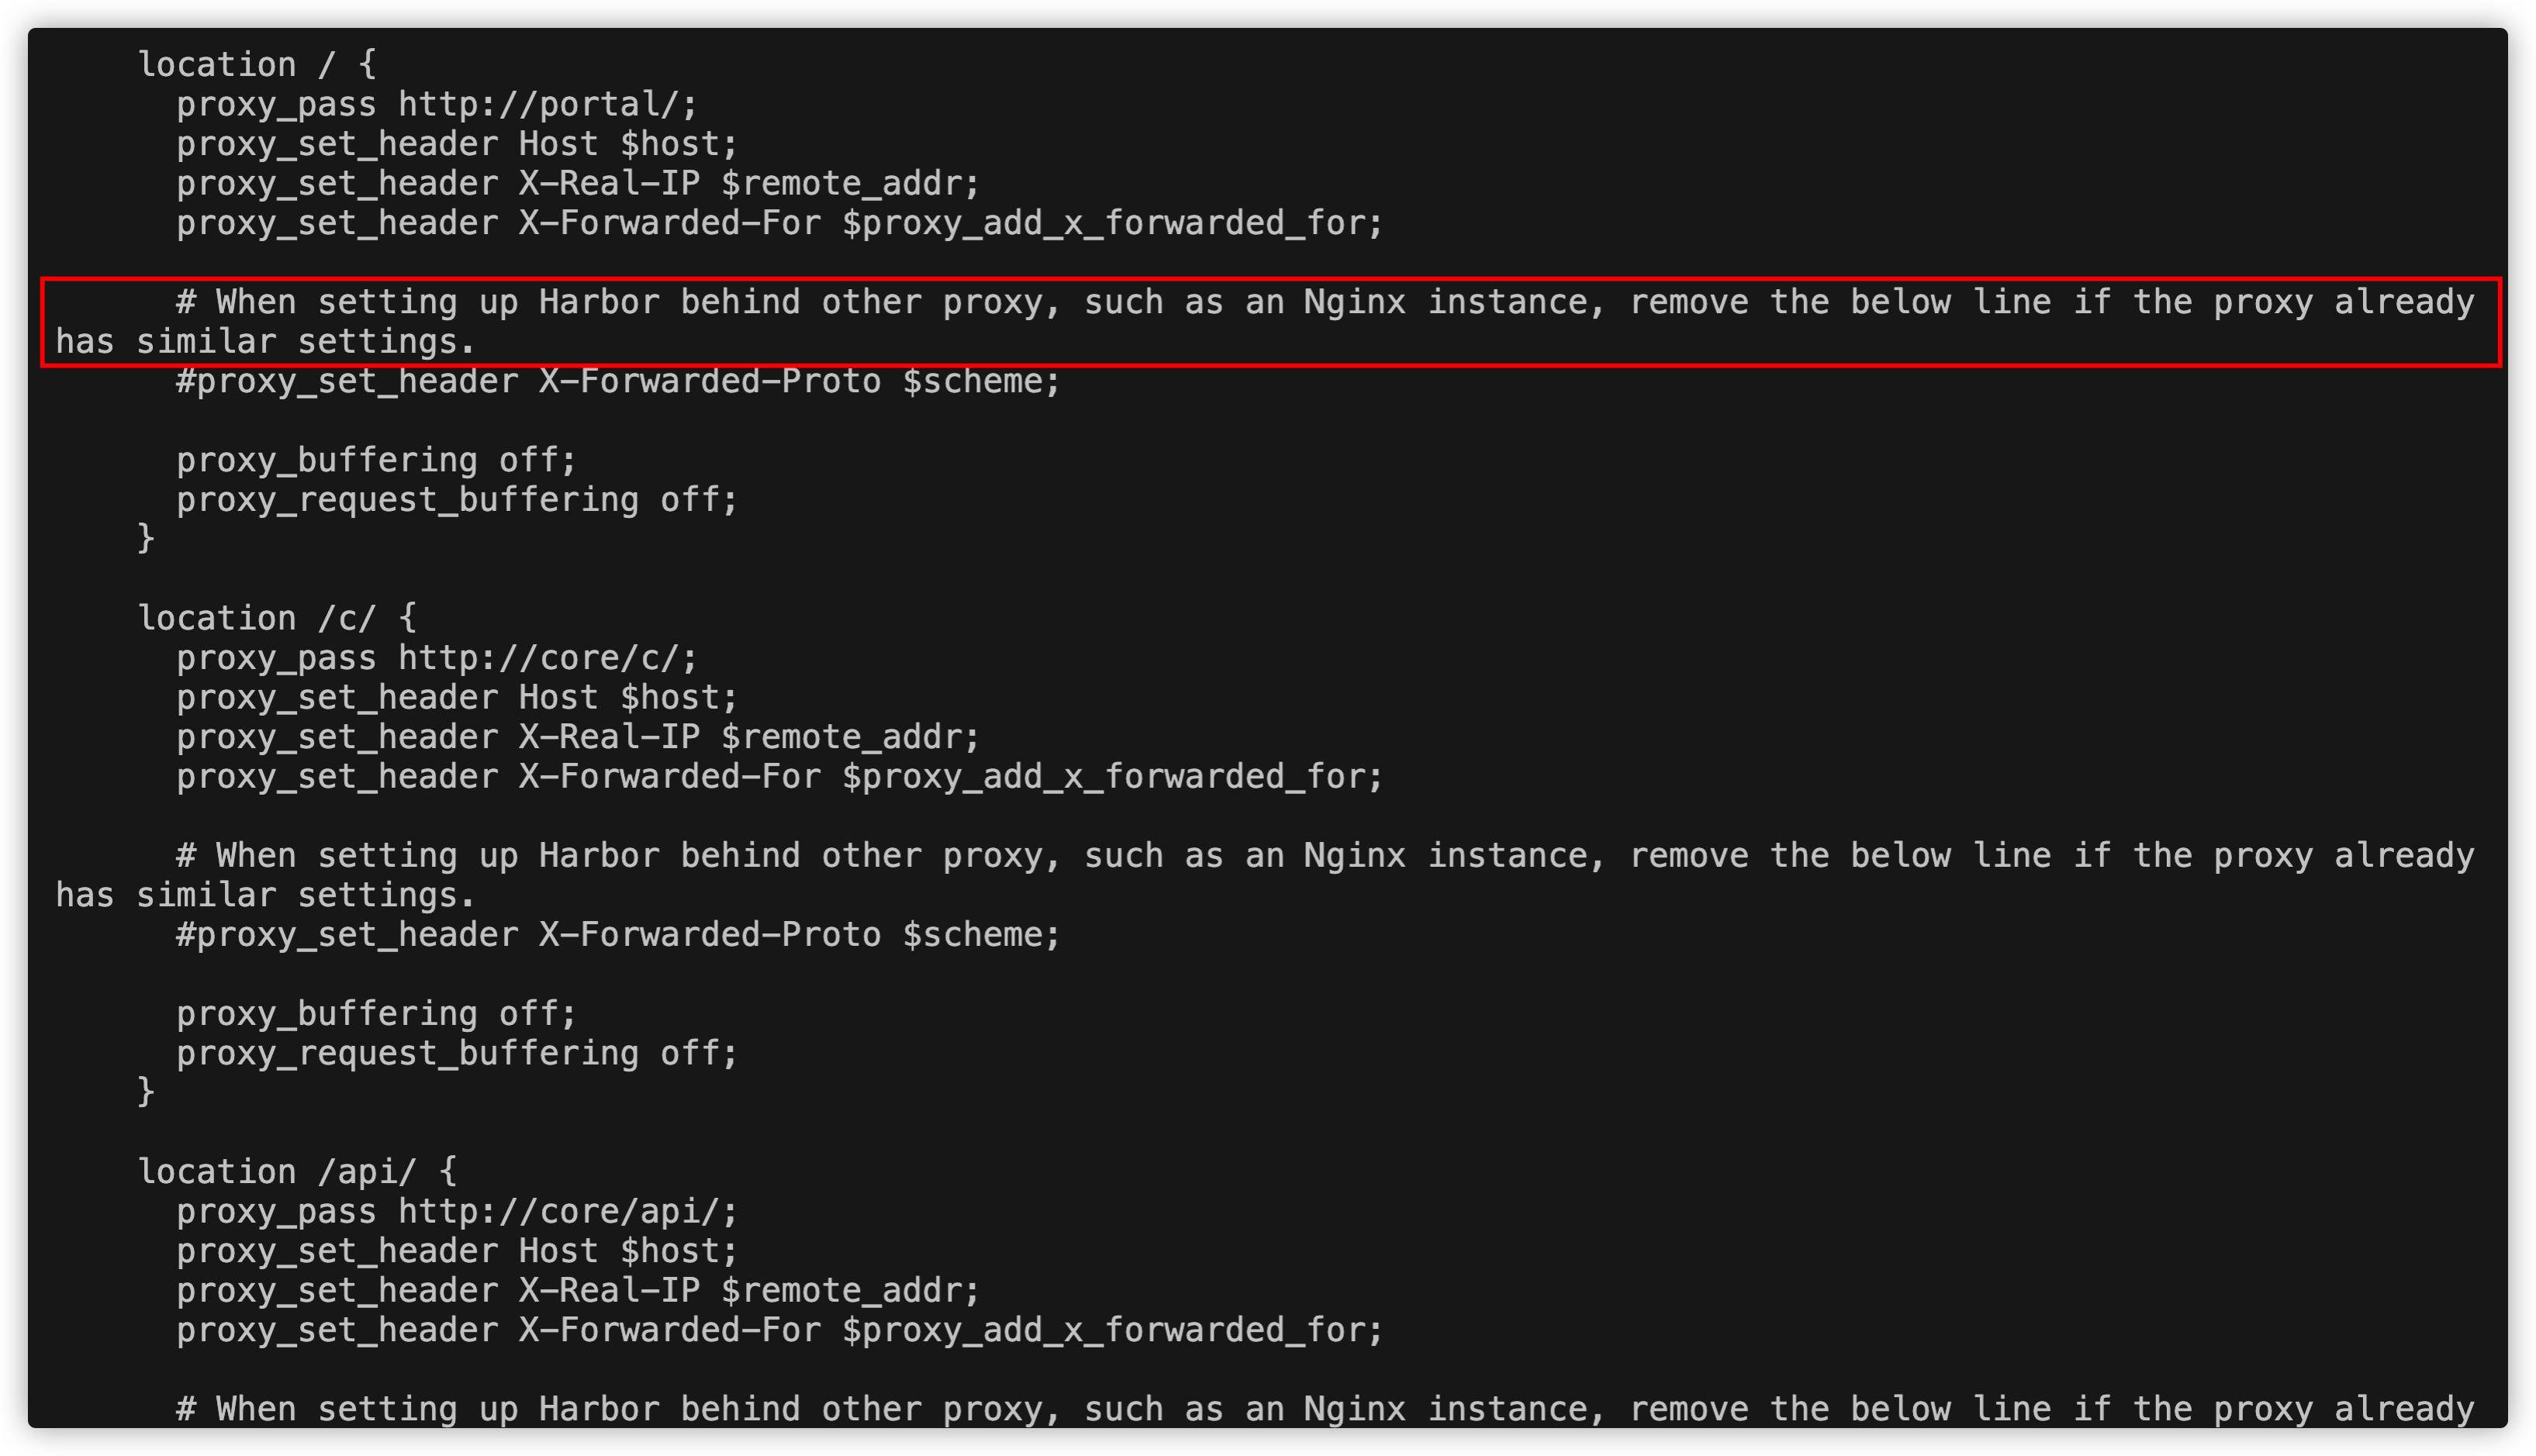 location / {
proxy_pass http://portal/;
proxy_set_header Host $host;
proxy_set_header X-Real-IP $remote_addr;
proxy_set_header X-Forwarded-For $proxy_add_x_forwarded_for;
# When setting up Harbor behind other proxy, such as an Nginx instance, remove the below line if the proxy already
has similar settings.
#proxy_set_header X-Forwarded-Proto $scheme;
proxy_buffering off;
proxy_request_buffering off;
}
location /c/ {
proxy_pass http://core/c/;
proxy_set_header Host $host;
proxy_set_header X-Real-IP $remote_addr;
proxy_set_header X-Forwarded-For $proxy_add_x_forwarded_for;
# When setting up Harbor behind other proxy, such as an Nginx instance, remove the below line if the proxy already
has similar settings.
#proxy_set_header X-Forwarded-Proto $scheme;
proxy_buffering off;
proxy_request_buffering off;
}
location /api/ {
proxy_pass http://core/api/;
proxy_set_header Host $host;
proxy_set_header X-Real-IP $remote_addr;
proxy_set_header X-Forwarded-For $proxy_add_x_forwarded_for;
# When setting up Harbor behind other proxy, such as an Nginx instance, remove the below line if the proxy already